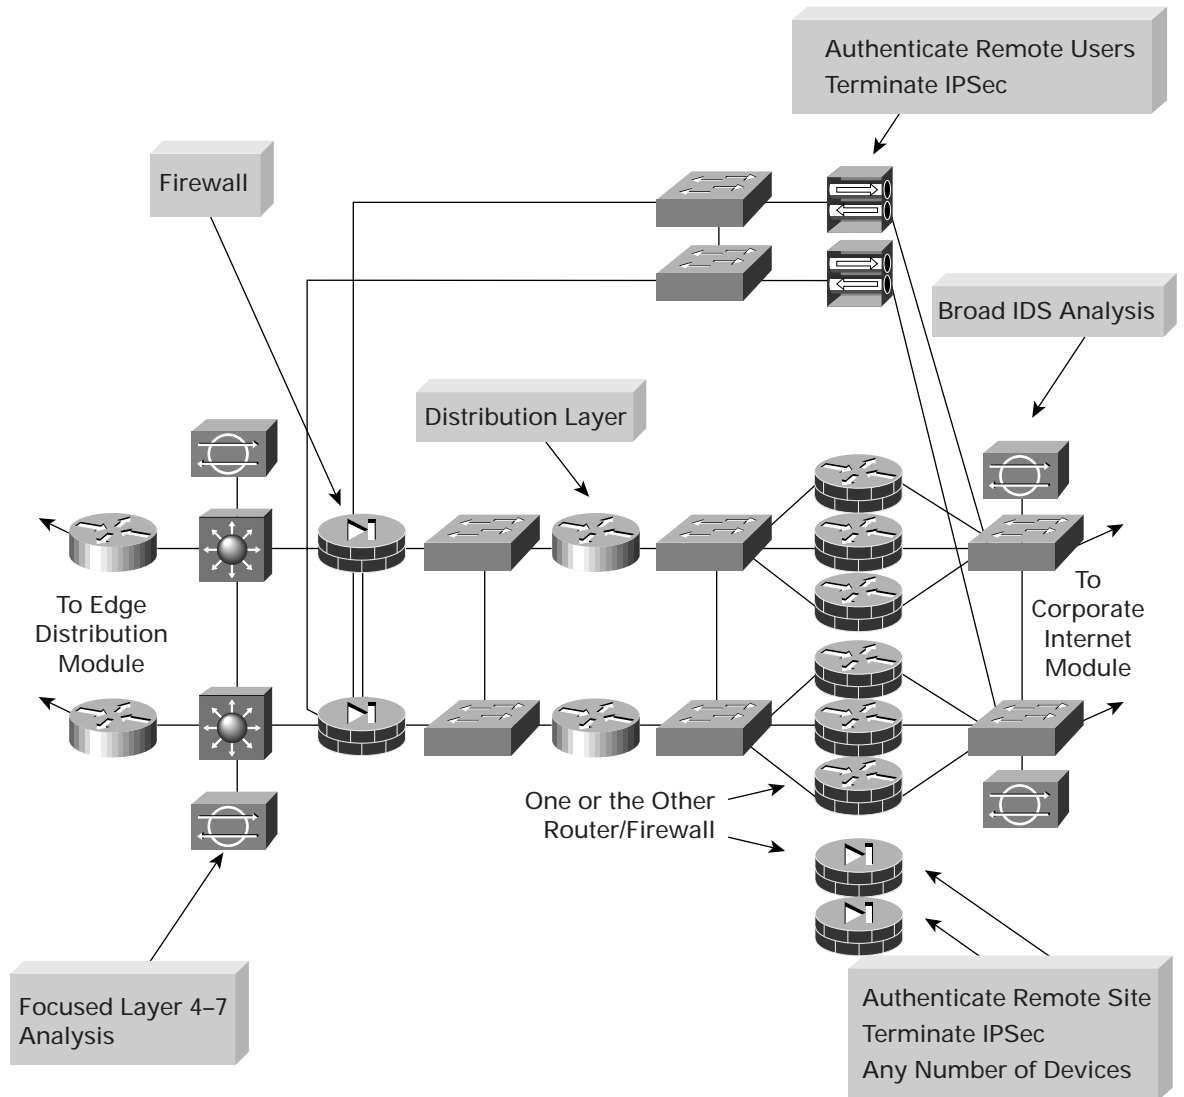 Authenticate Remote Users
Terminate IPSec
Firewall
Broad IDS Analysis
Distribution Layer
To Edge
Distribution
Module
To
Corporate
Internet
Module
One or the Other
Router/Firewall
Focused Layer 4–7
Analysis
Authenticate Remote Site
Terminate IPSec
Any Number of Devices